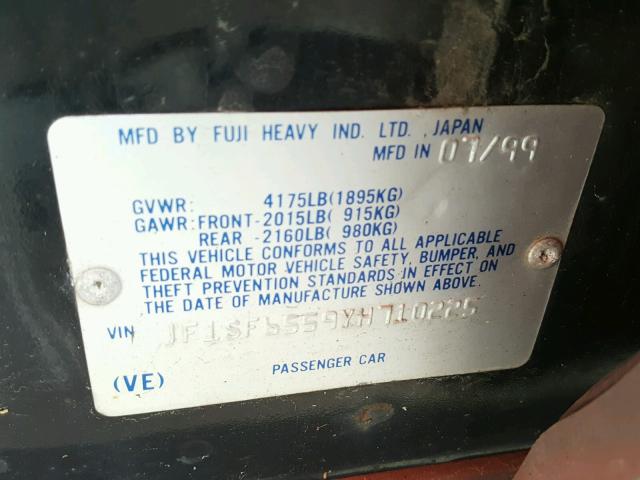 MFD BY FUJI HEAVY IND. LTD. ,JAPAN
MFD IN 07/99
GVWR: 4175LB(1895KG)
GAWR:FRONT-2015LB( 915KG)
REAR -2160LB( 980KG)
THIS VEHICLE CONFORMS TO ALL APPLICABLE
FEDERAL MOTOR VEHICLE SAFETY, BUMPER, AND
THEFT PREVENTION STANDARDS IN EFFECT ON
THE DATE OF MANUFACTURE SHOWN ABOVE.
VIN JF1SF6559XH710225
(VE) PASSENGER CAR